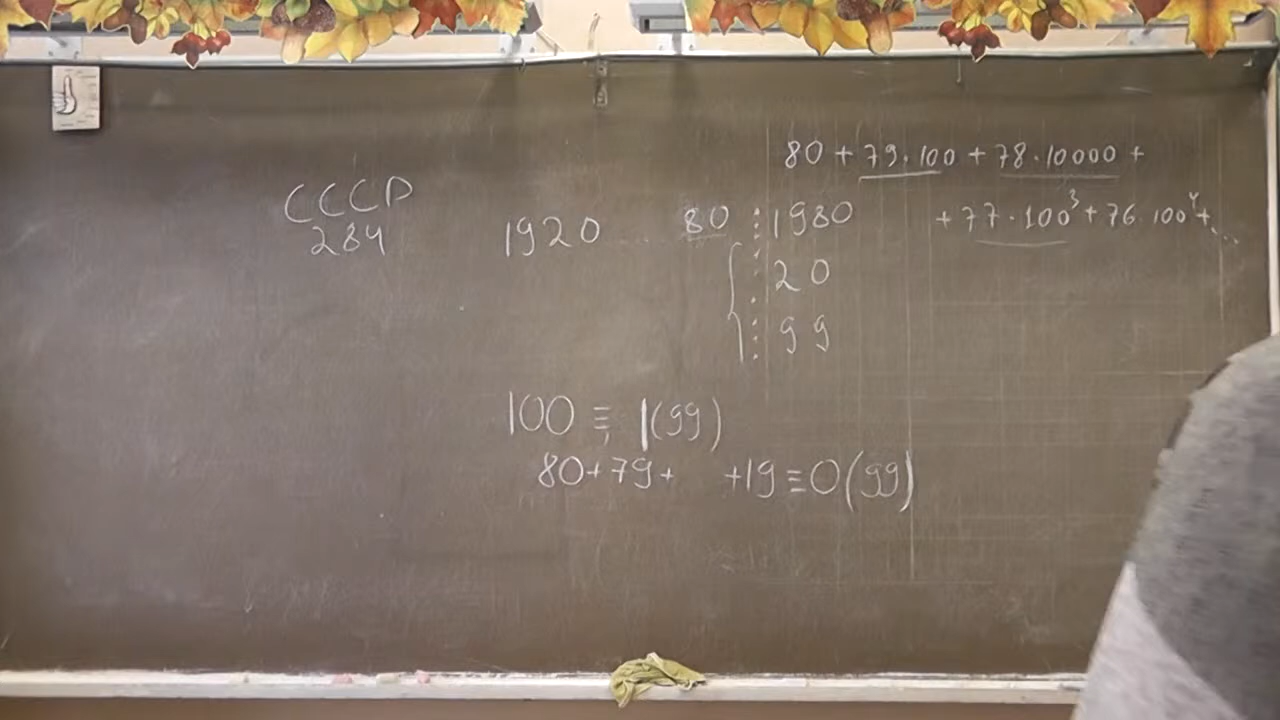 80 + 79 · 100 + 78 · 10000 +
+ 77 · 100³ + 76 · 100⁴ + ...
СССР
284
1920 ... 80 ⋮ 1980
⋮ 20
⋮ 99
100 ≡ 1 (99)
80 + 79 + +19 ≡ 0 (99)